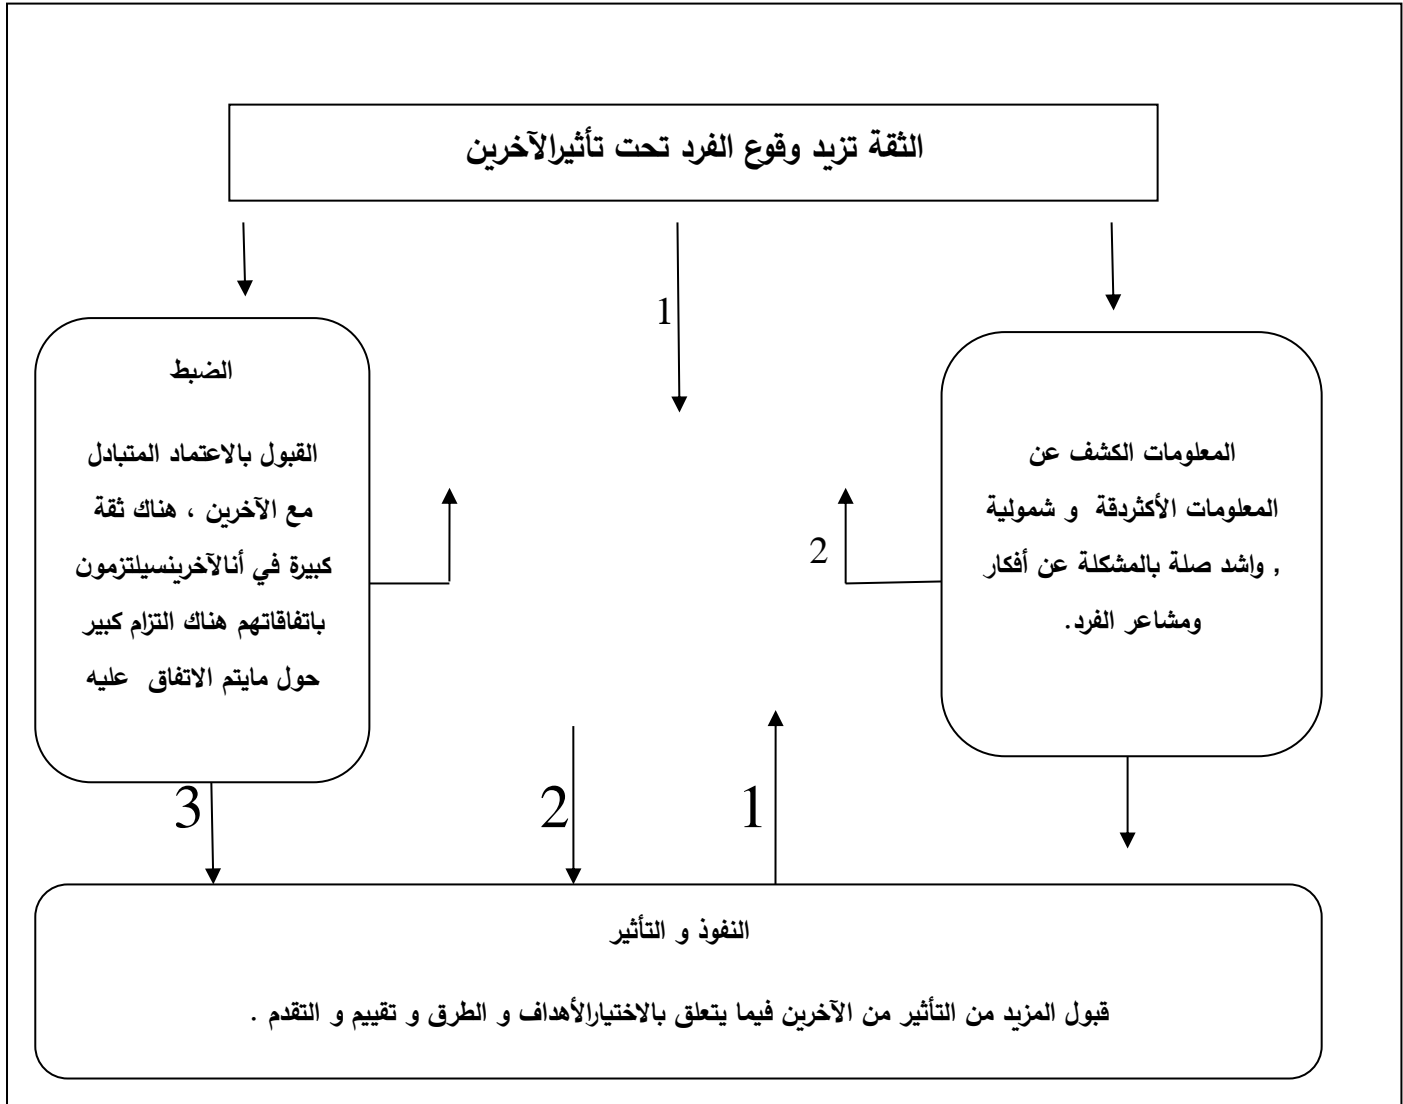 الثقة تزيد وقوع الفرد تحت تأثيرالآخرين
1
المعلومات الكشف عن
المعلومات الأكثردقة و شمولية
, واشد صلة بالمشكلة عن أفكار
ومشاعر الفرد.
2
الضبط
القبول بالاعتماد المتبادل
مع الآخرين ، هناك ثقة
كبيرة في أنالآخرينسيلتزمون
باتفاقاتهم هناك التزام كبير
حول مايتم الاتفاق عليه
1
2
3
النفوذ و التأثير
قبول المزيد من التأثير من الآخرين فيما يتعلق بالاختيارالأهداف و الطرق و تقييم و التقدم .